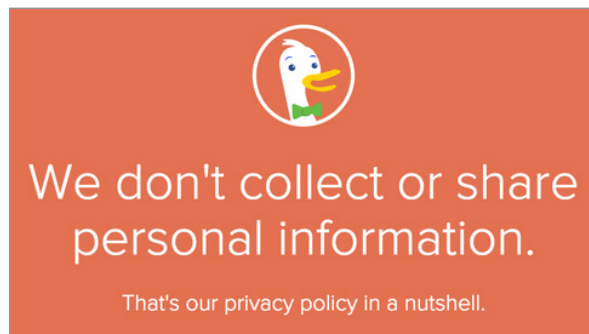 We don't collect or share
personal information.
That's our privacy policy in a nutshell.